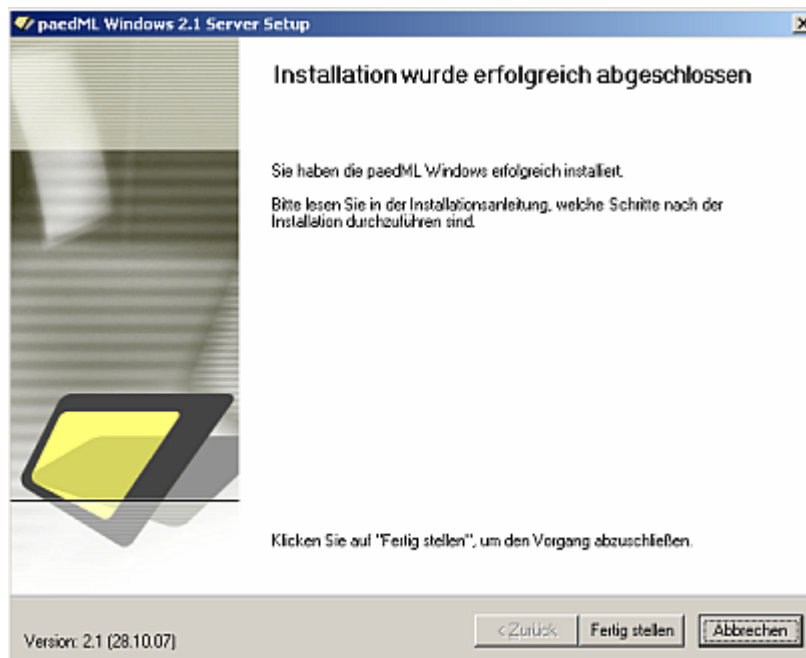 paedML Windows 2.1 Server Setup
Installation wurde erfolgreich abgeschlossen
Sie haben die paedML Windows erfolgreich installiert.
Bitte lesen Sie in der Installationsanleitung, welche Schritte nach der
Installation durchzuführen sind.
Klicken Sie auf "Fertig stellen", um den Vorgang abzuschließen.
Version: 2.1 (28.10.07)
< Zurück
Fertig stellen
Abbrechen